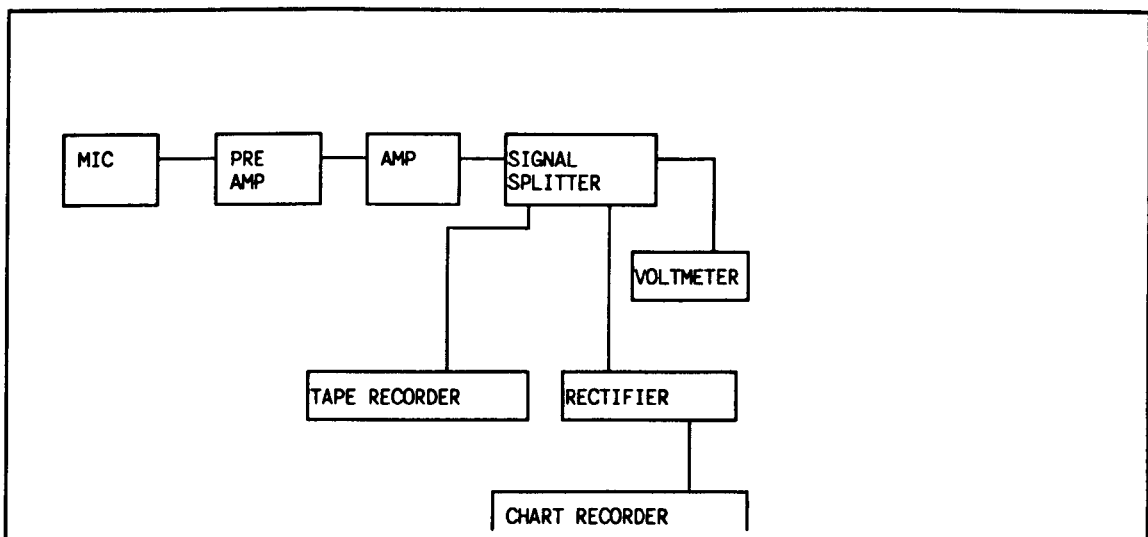 MIC
PRE
AMP
AMP
SIGNAL
SPLITTER
VOLTMETER
TAPE RECORDER
RECTIFIER
CHART RECORDER